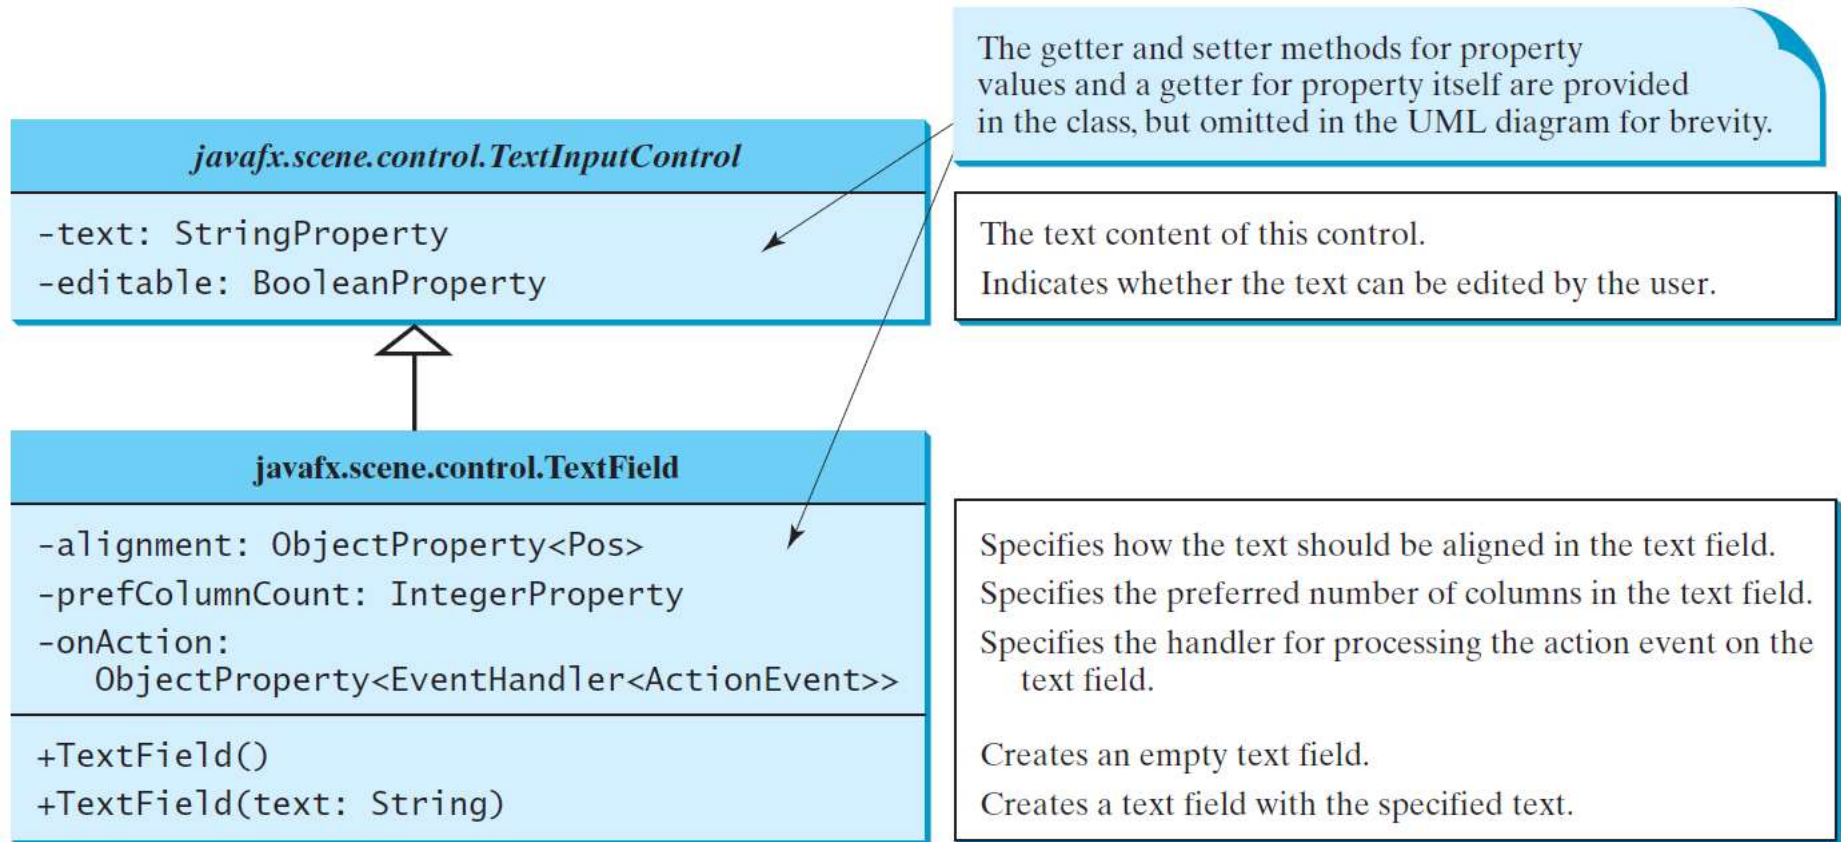 The getter and setter methods for property
values and a getter for property itself are provided
in the class, but omitted in the UML diagram for brevity.
javafx.scene.control.TextInputControl
-text: StringProperty
-editable: BooleanProperty
The text content of this control.
Indicates whether the text can be edited by the user.
javafx.scene.control.TextField
-alignment: ObjectProperty<Pos>
-prefColumnCount: IntegerProperty
-onAction:
ObjectProperty<EventHandler<ActionEvent>>
Specifies how the text should be aligned in the text field.
Specifies the preferred number of columns in the text field.
Specifies the handler for processing the action event on the
text field.
+TextField()
+TextField(text: String)
Creates an empty text field.
Creates a text field with the specified text.